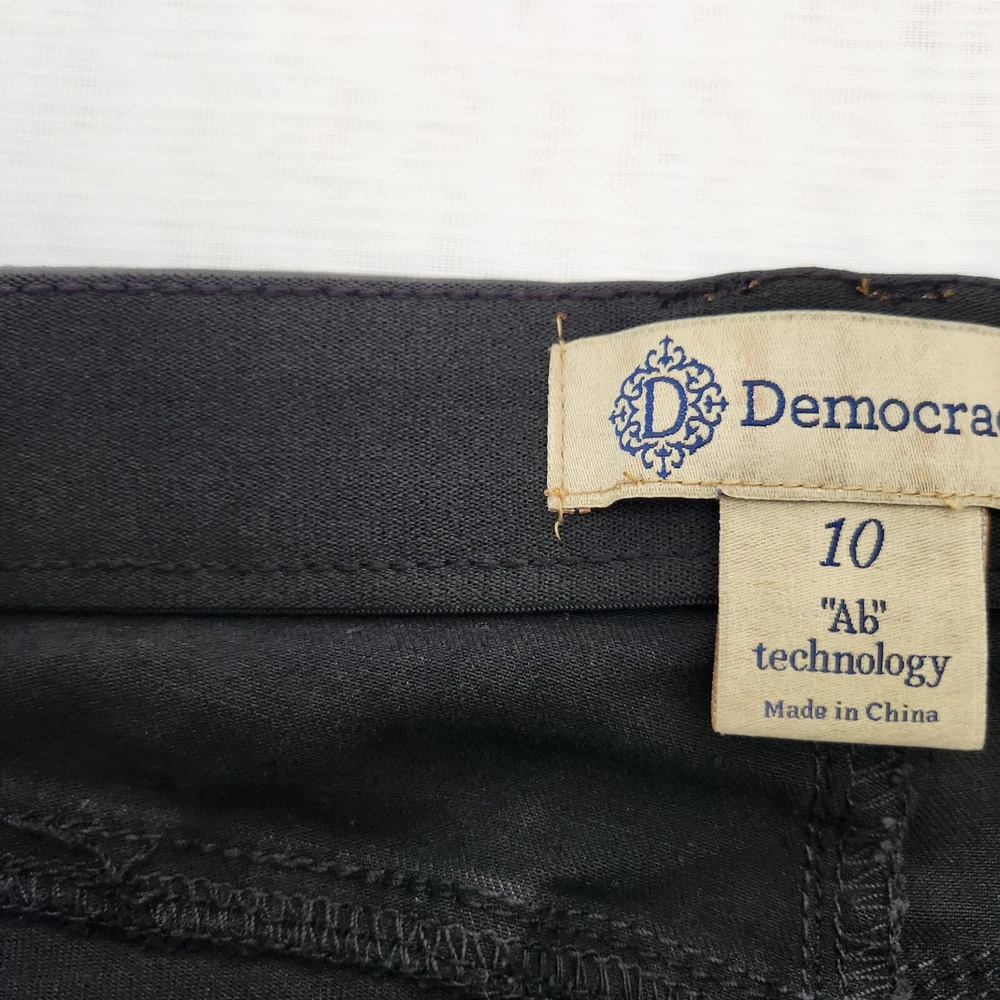 D Democrac
10
"Ab"
technology
Made in China